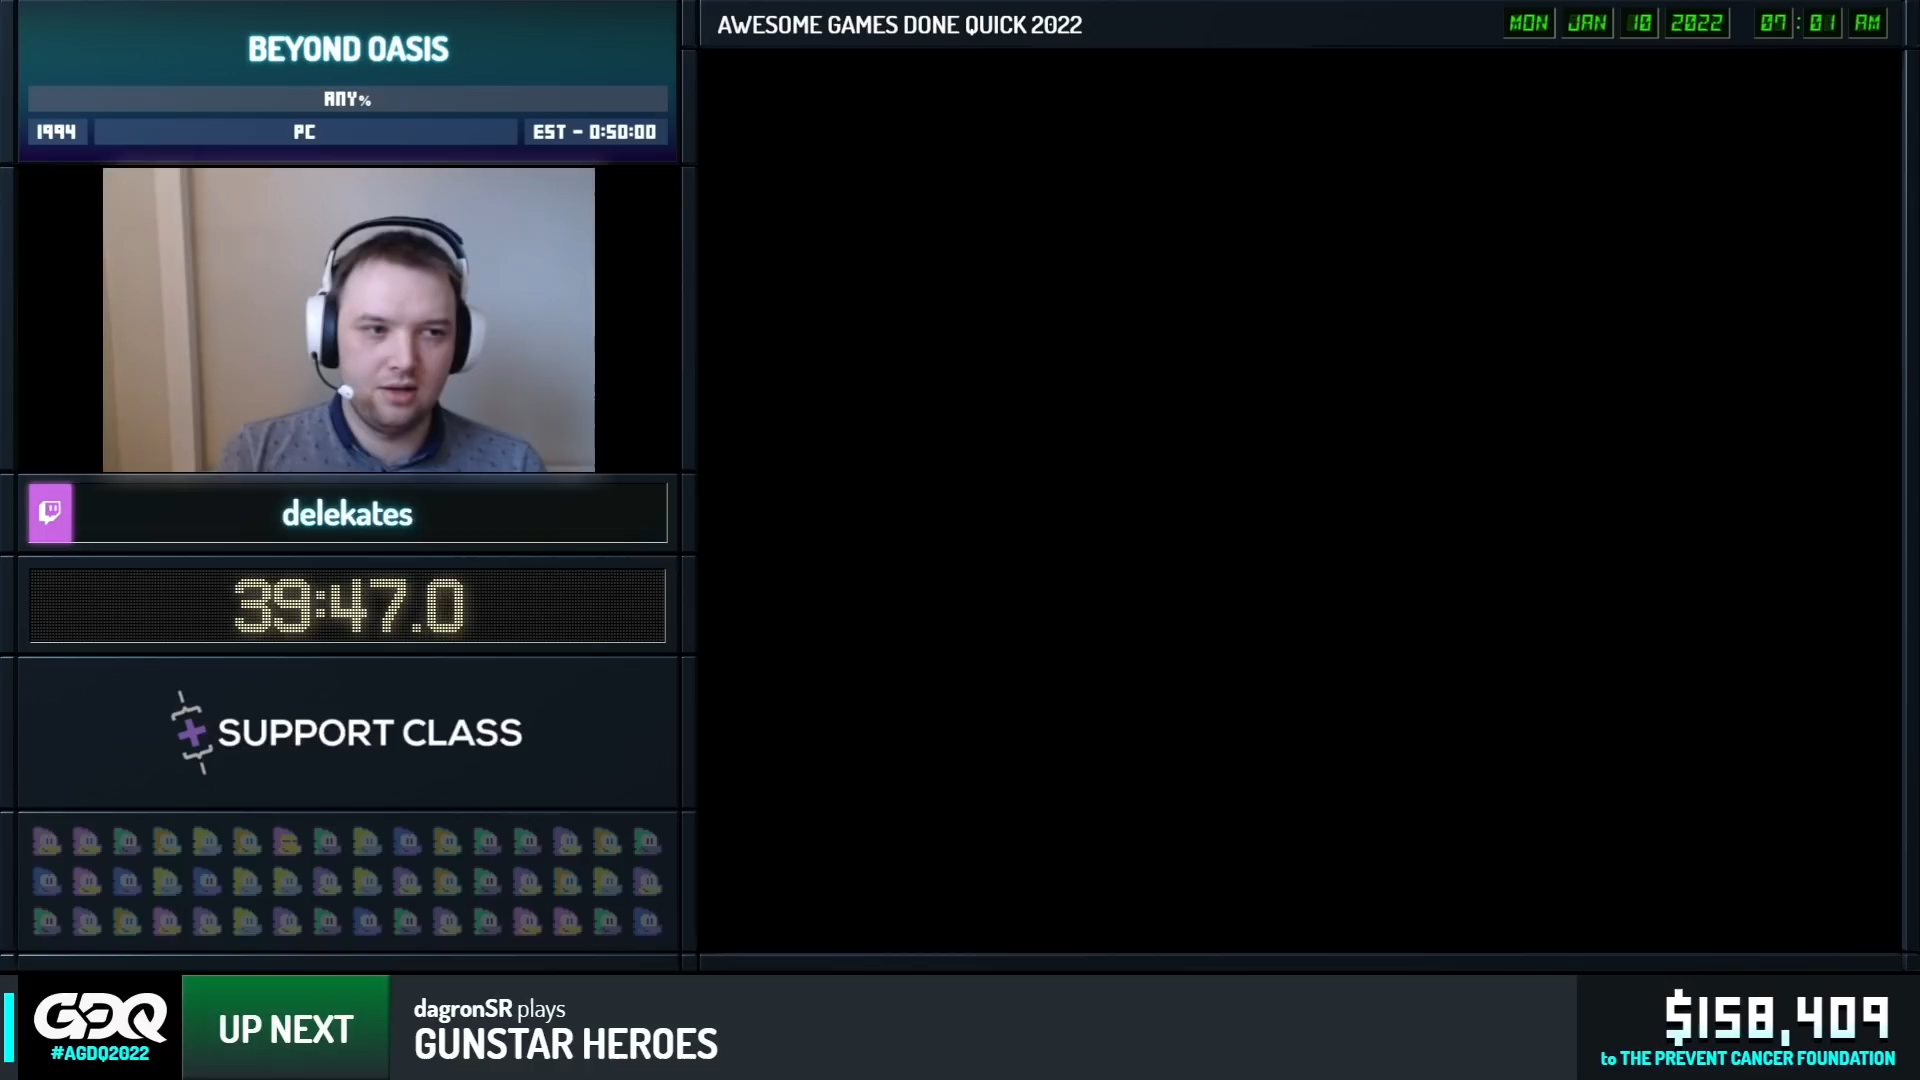 BEYOND OASIS
ANY%
1994
PC
EST - 0:50:00
AWESOME GAMES DONE QUICK 2022
MON JAN 10 2022 07:01 AM
delekates
39:47.0
SUPPORT CLASS
GDQ
#AGDQ2022
UP NEXT
dagronSR plays
GUNSTAR HEROES
$158,409
to THE PREVENT CANCER FOUNDATION